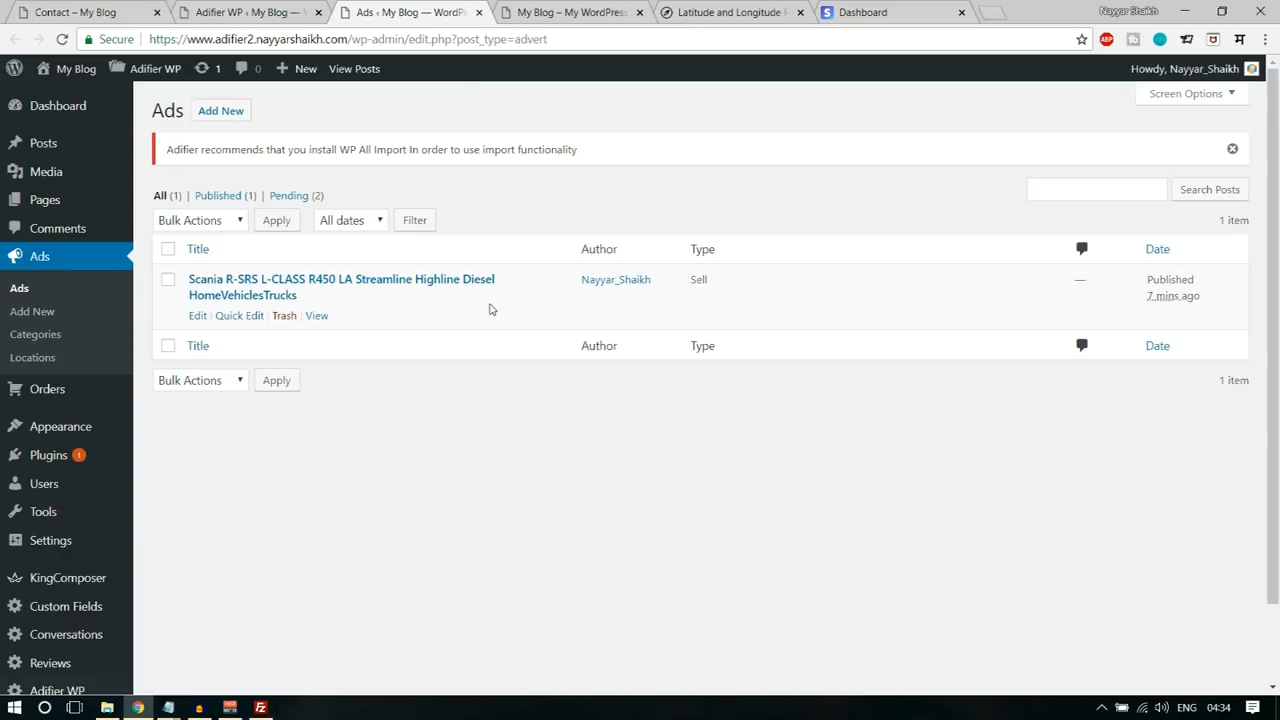 Contact – My Blog
Adifier WP ‹ My Blog —
Ads ‹ My Blog — WordPr
My Blog – My WordPress
Latitude and Longitude F
Dashboard
Nayyar Shaikh
Secure https://www.adifier2.nayyarshaikh.com/wp-admin/edit.php?post_type=advert
My Blog Adifier WP 1 0 New View Posts Howdy, Nayyar_Shaikh
Dashboard
Posts
Media
Pages
Comments
Ads
Ads
Add New
Categories
Locations
Orders
Appearance
Plugins 1
Users
Tools
Settings
KingComposer
Custom Fields
Conversations
Reviews
Adifier WP
Screen Options
Ads Add New
Adifier recommends that you install WP All Import In order to use import functionality
All (1) | Published (1) | Pending (2)
Search Posts
Bulk Actions Apply All dates Filter 1 item
Title Author Type Date
Scania R-SRS L-CLASS R450 LA Streamline Highline Diesel
HomeVehiclesTrucks
Nayyar_Shaikh Sell — Published
7 mins ago
Edit | Quick Edit | Trash | View
Title Author Type Date
Bulk Actions Apply 1 item
ENG 04:34